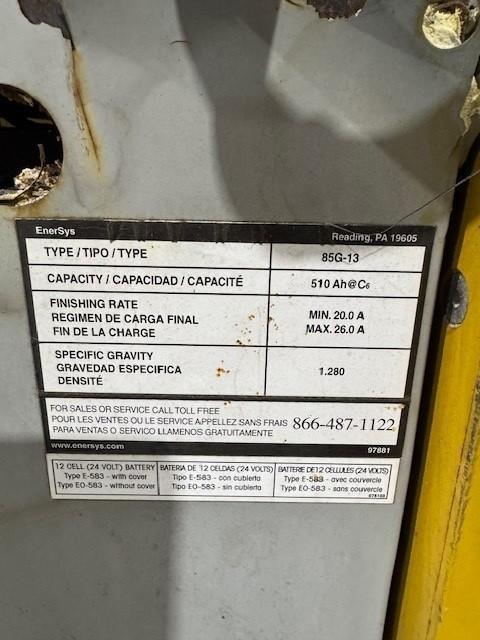 EnerSys Reading, PA 19605
TYPE / TIPO / TYPE 85G-13
CAPACITY / CAPACIDAD / CAPACITÉ 510 Ah@C6
FINISHING RATE
REGIMEN DE CARGA FINAL
FIN DE LA CHARGE
MIN. 20.0 A
MAX. 26.0 A
SPECIFIC GRAVITY
GRAVEDAD ESPECIFICA
DENSITÉ
1.280
FOR SALES OR SERVICE CALL TOLL FREE
POUR LES VENTES OU LE SERVICE APPELLEZ SANS FRAIS
PARA VENTAS O SERVICO LLAMENOS GRATUITAMENTE
866-487-1122
www.enersys.com 97881
12 CELL (24 VOLT) BATTERY
Type E-583 - with cover
Type EO-583 - without cover
BATERIA DE 12 CELDAS (24 VOLTS)
Tipo E-583 - con cubierta
Tipo EO-583 - sin cubierta
BATTERIE DE 12 CELLULES (24 VOLTS)
Type E-583 - avec couvercle
Type EO-583 - sans couvercle